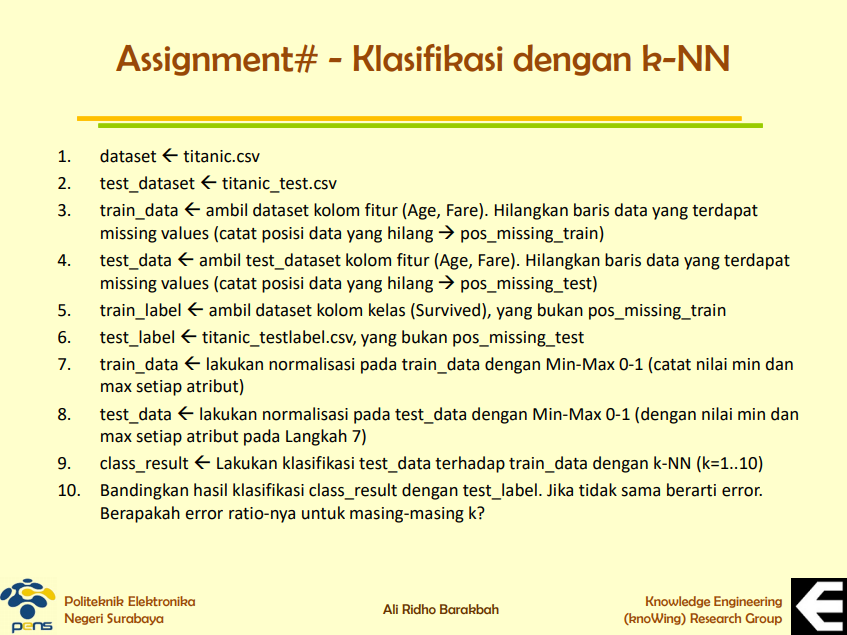 Assignment# - Klasifikasi dengan k-NN
1. dataset ← titanic.csv
2. test_dataset ← titanic_test.csv
3. train_data ← ambil dataset kolom fitur (Age, Fare). Hilangkan baris data yang terdapat
missing values (catat posisi data yang hilang → pos_missing_train)
4. test_data ← ambil test_dataset kolom fitur (Age, Fare). Hilangkan baris data yang terdapat
missing values (catat posisi data yang hilang → pos_missing_test)
5. train_label ← ambil dataset kolom kelas (Survived), yang bukan pos_missing_train
6. test_label ← titanic_testlabel.csv, yang bukan pos_missing_test
7. train_data ← lakukan normalisasi pada train_data dengan Min-Max 0-1 (catat nilai min dan
max setiap atribut)
8. test_data ← lakukan normalisasi pada test_data dengan Min-Max 0-1 (dengan nilai min dan
max setiap atribut pada Langkah 7)
9. class_result ← Lakukan klasifikasi test_data terhadap train_data dengan k-NN (k=1..10)
10. Bandingkan hasil klasifikasi class_result dengan test_label. Jika tidak sama berarti error.
Berapakah error ratio-nya untuk masing-masing k?
pens
Politeknik Elektronika
Negeri Surabaya
Ali Ridho Barakbah
Knowledge Engineering
(knoWing) Research Group